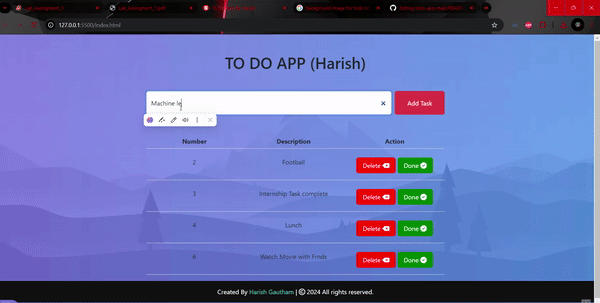 127.0.0.1:5500/index.html
TO DO APP (Harish)
Machine le
Add Task
Number Description Action
2 Football Delete Done
3 Internship Task complete Delete Done
4 Lunch Delete Done
6 Watch Movie with Frnds Delete Done
Created By Harish Gautham | © 2024 All rights reserved.